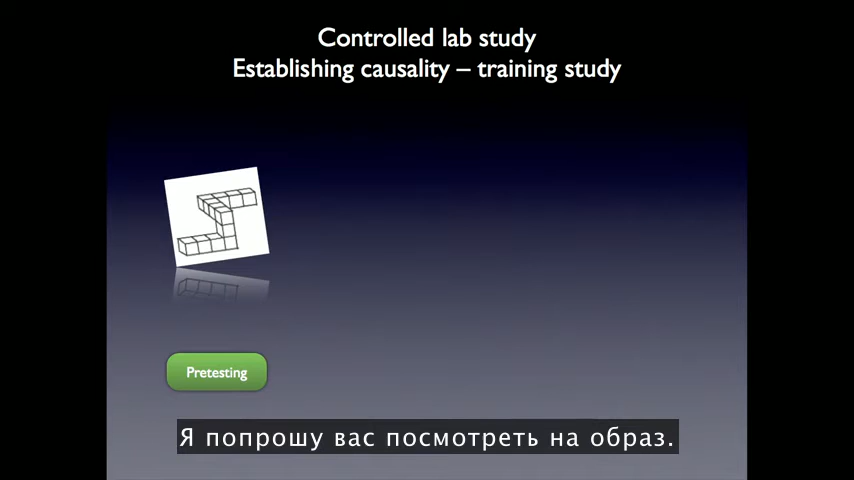 Controlled lab study
Establishing causality – training study
Pretesting
Я попрошу вас посмотреть на образ.